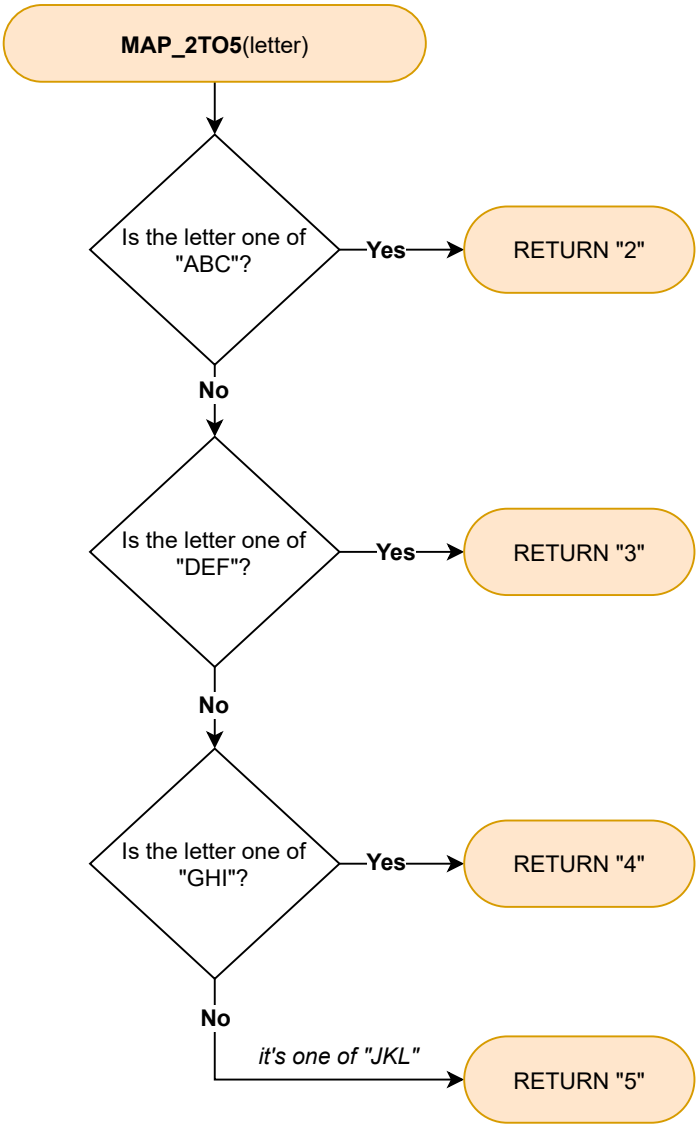 MAP_2TO5(letter)
Is the letter one of
"ABC"?
Yes
RETURN "2"
No
Is the letter one of
"DEF"?
Yes
RETURN "3"
No
Is the letter one of
"GHI"?
Yes
RETURN "4"
No
it's one of "JKL"
RETURN "5"